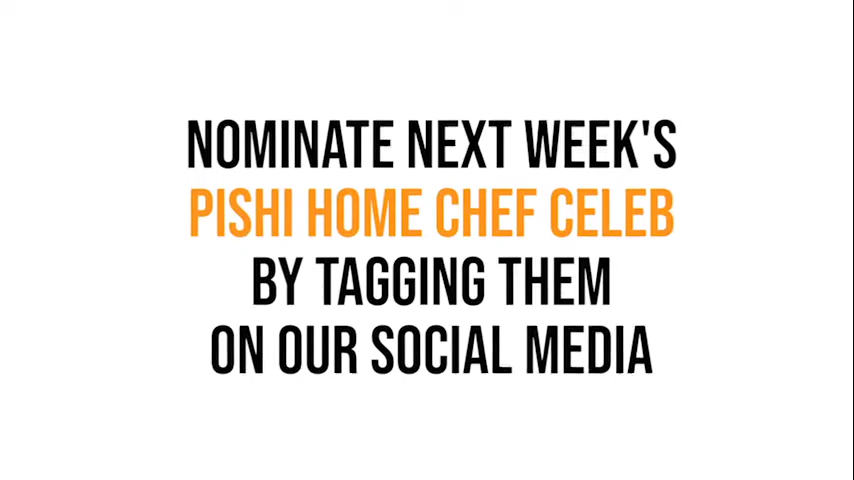 NOMINATE NEXT WEEK'S
PISHI HOME CHEF CELEB
BY TAGGING THEM
ON OUR SOCIAL MEDIA